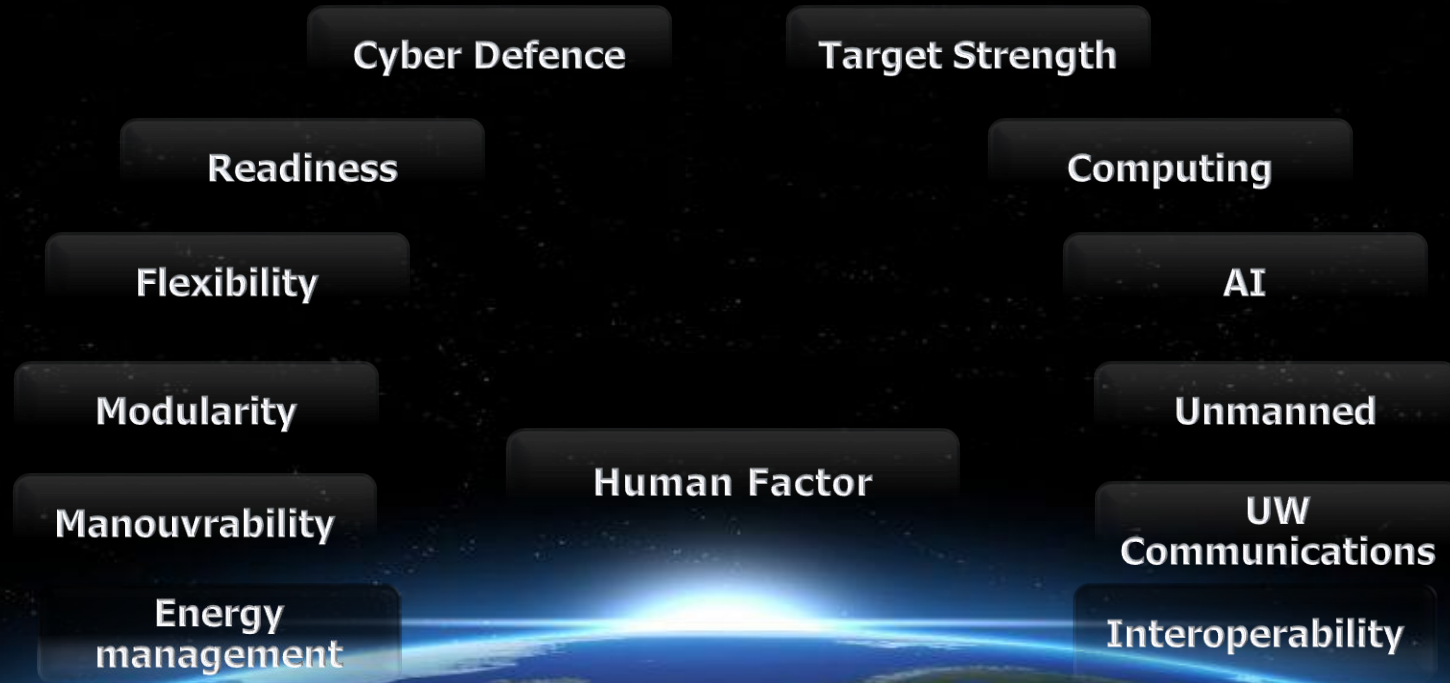 Cyber Defence
Target Strength
Readiness
Computing
Flexibility
AI
Modularity
Unmanned
Human Factor
Manouvrability
UW
Communications
Energy
management
Interoperability